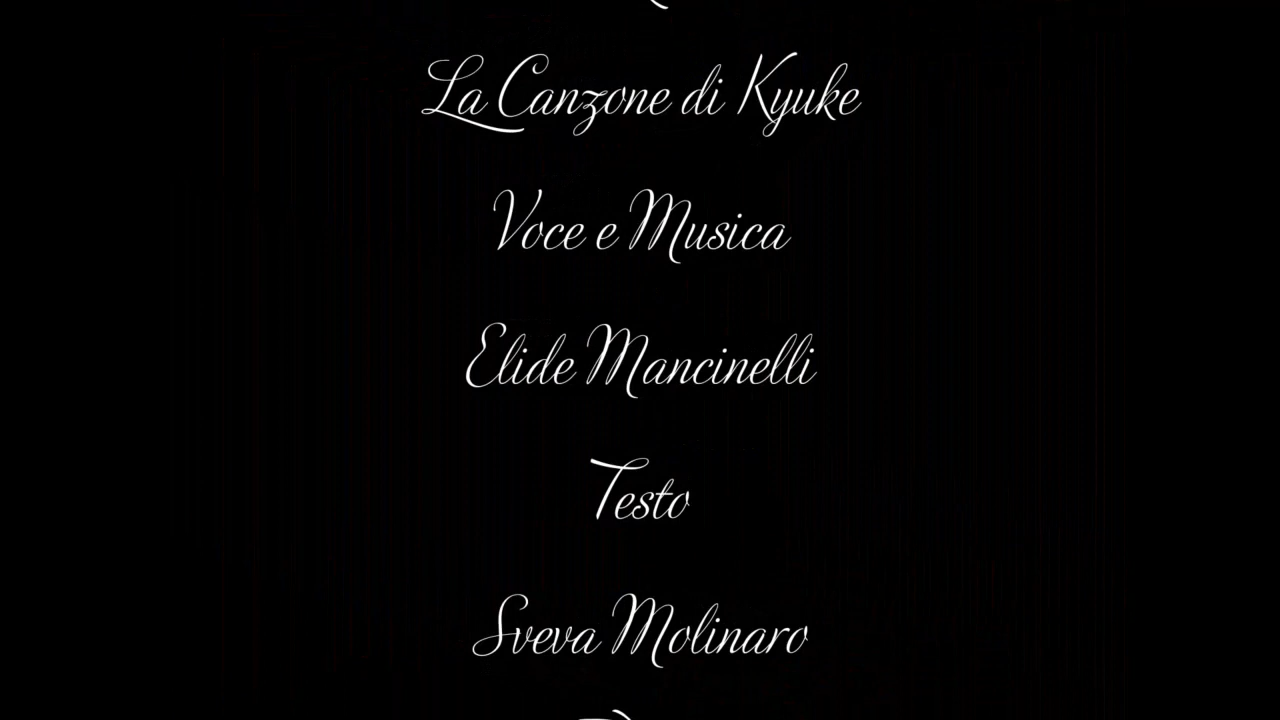 La Canzone di Kyuke
Voce e Musica
Elide Mancinelli
Testo
Sveva Molinaro